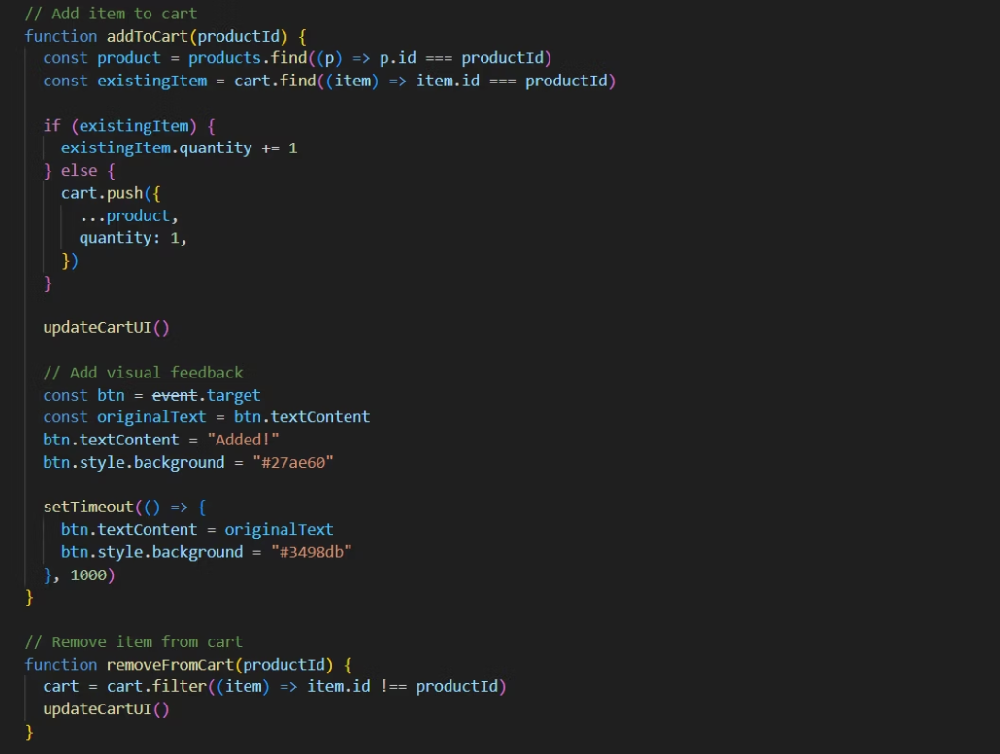 // Add item to cart
function addToCart(productId) {
  const product = products.find((p) => p.id === productId)
  const existingItem = cart.find((item) => item.id === productId)

  if (existingItem) {
    existingItem.quantity += 1
  } else {
    cart.push({
      ...product,
      quantity: 1,
    })
  }

  updateCartUI()

  // Add visual feedback
  const btn = event.target
  const originalText = btn.textContent
  btn.textContent = "Added!"
  btn.style.background = "#27ae60"

  setTimeout(() => {
    btn.textContent = originalText
    btn.style.background = "#3498db"
  }, 1000)
}

// Remove item from cart
function removeFromCart(productId) {
  cart = cart.filter((item) => item.id !== productId)
  updateCartUI()
}